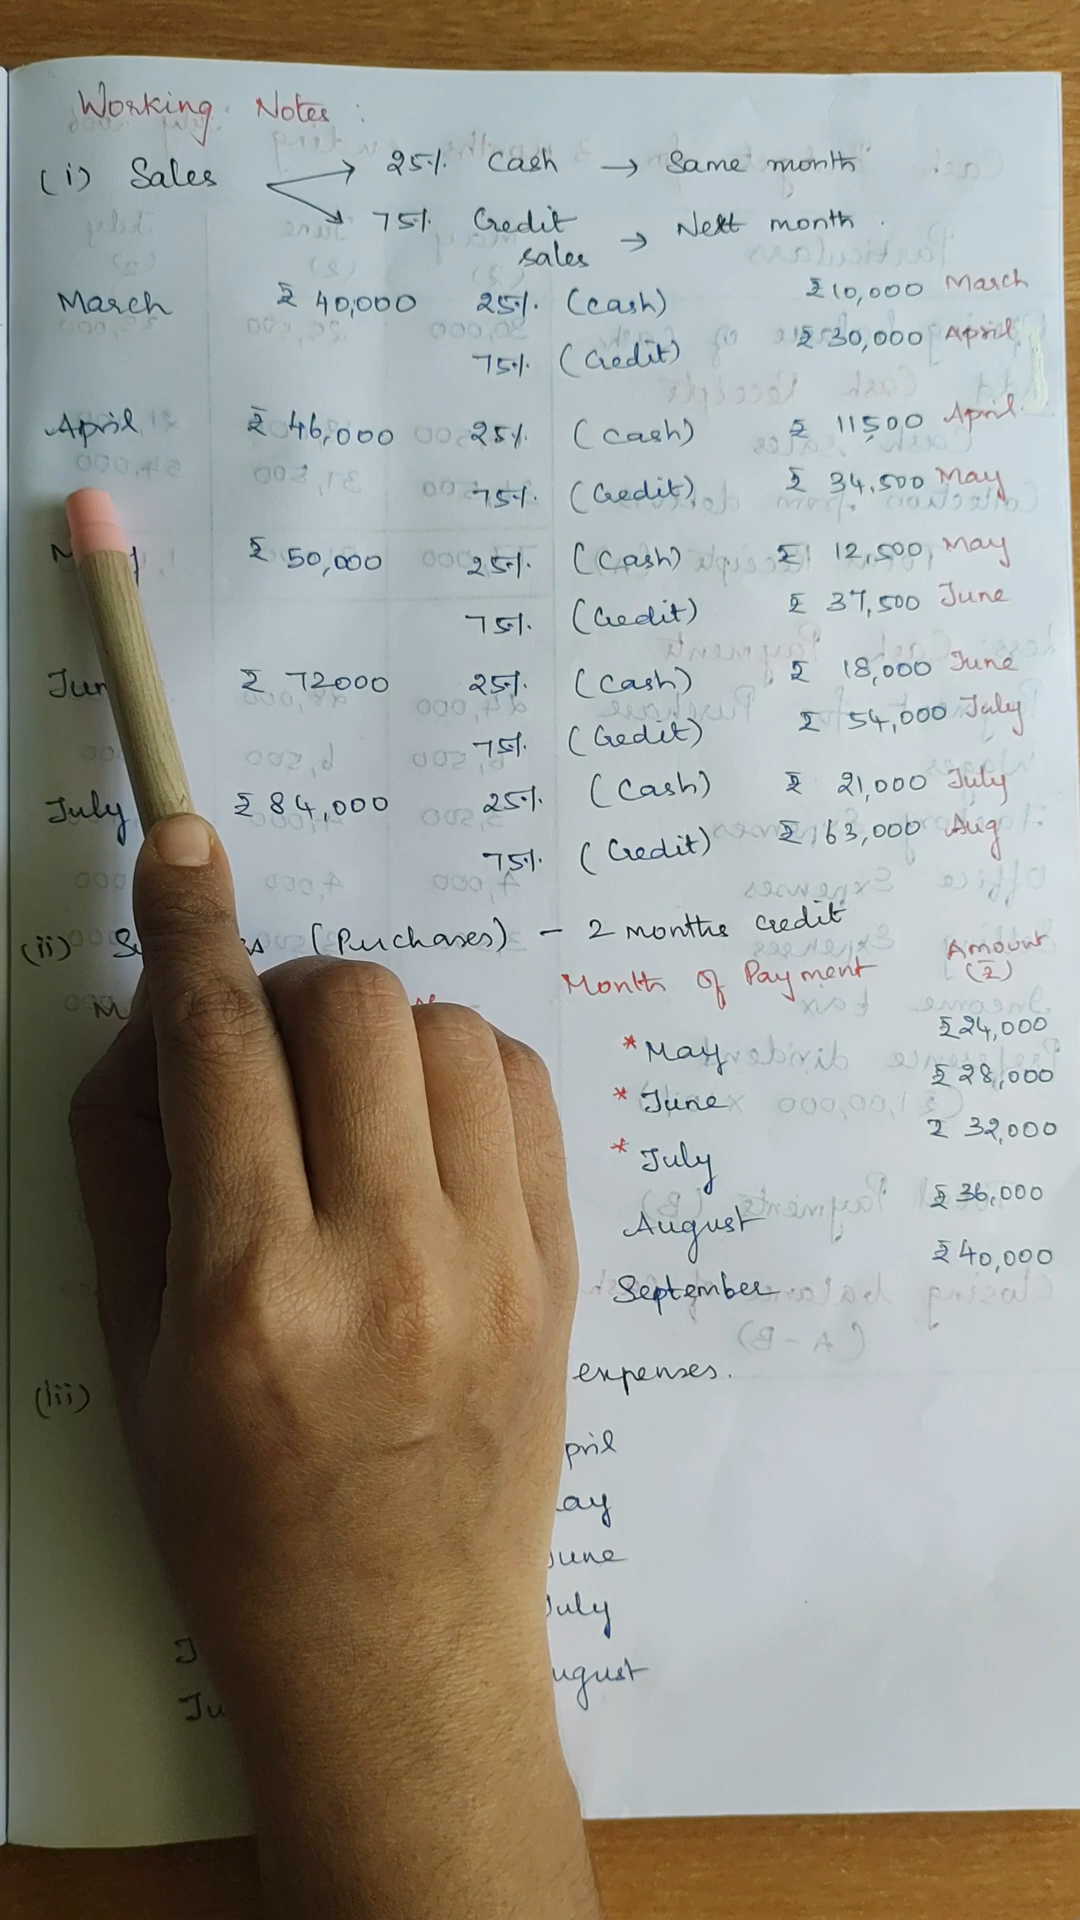 Working Notes :
(i) Sales → 25% Cash → Same month
→ 75% Credit sales → Next month .
March ₹ 40,000 25% (Cash) ₹10,000 March
75% (Credit) ₹ 30,000 April
April ₹ 46,000 25% (Cash) ₹ 11500 April
75% (Credit) ₹ 34,500 May
₹ 50,000 25% (Cash) ₹ 12,500 May
75% (Credit) ₹ 37,500 June
₹ 72000 25% (Cash) ₹ 18,000 June
75% (Credit) ₹ 54,000 July
July ₹ 84,000 25% (Cash) ₹ 21,000 July
75% (Credit) ₹ 63,000 Aug
(ii) (Purchases) - 2 months credit
Month of Payment Amount (₹)
* May ₹ 24,000
* June ₹ 28,000
* July ₹ 32,000
August ₹ 36,000
September ₹ 40,000
(iii) expenses.
pril
ay
June
July
ugust